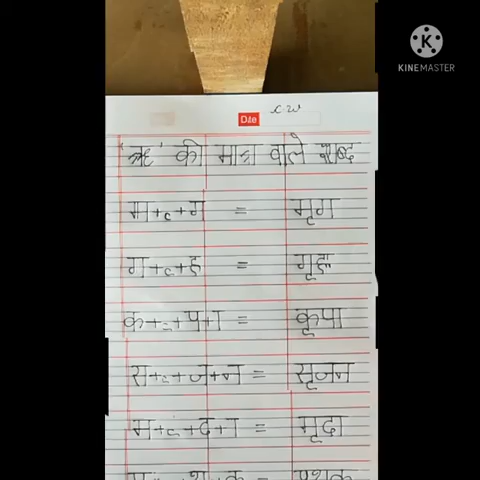 KINEMASTER
C.W
Date
'ऋ' की मात्रा वाले शब्द
म+ृ+ग = मृग
ग+ृ+ह = गृह
क+ृ+प+ा = कृपा
स+ृ+ज+न = सृजन
म+ृ+द+ा = मृदा